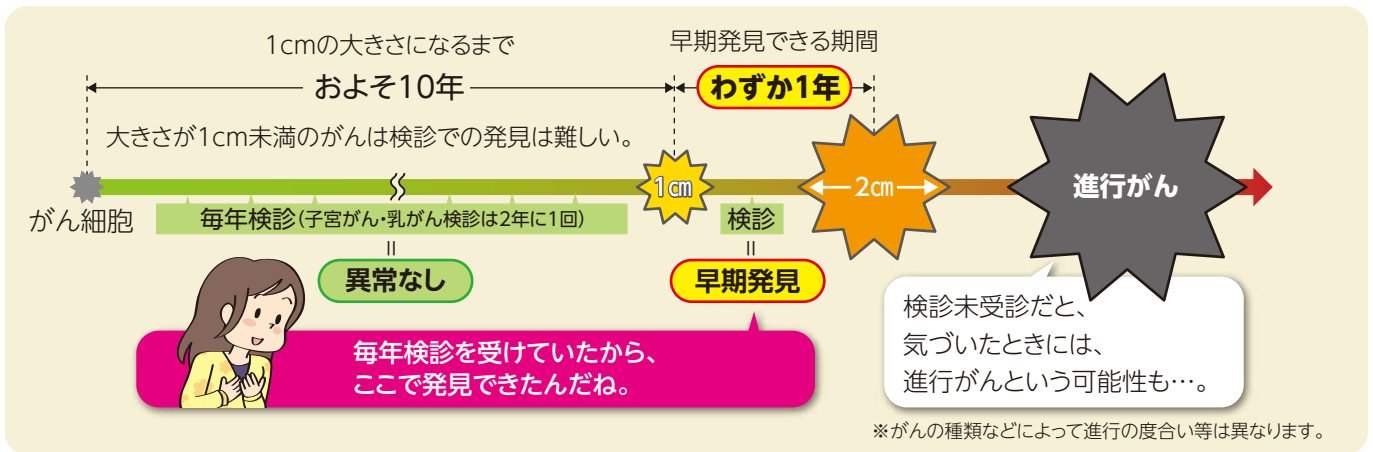 1cmの大きさになるまで
およそ10年
早期発見できる期間
わずか1年
大きさが1cm未満のがんは検診での発見は難しい。
がん細胞
1cm
2cm
進行がん
毎年検診(子宮がん・乳がん検診は2年に1回)
=
異常なし
検診
=
早期発見
毎年検診を受けていたから、
ここで発見できたんだね。
検診未受診だと、
気づいたときには、
進行がんという可能性も…。
※がんの種類などによって進行の度合い等は異なります。